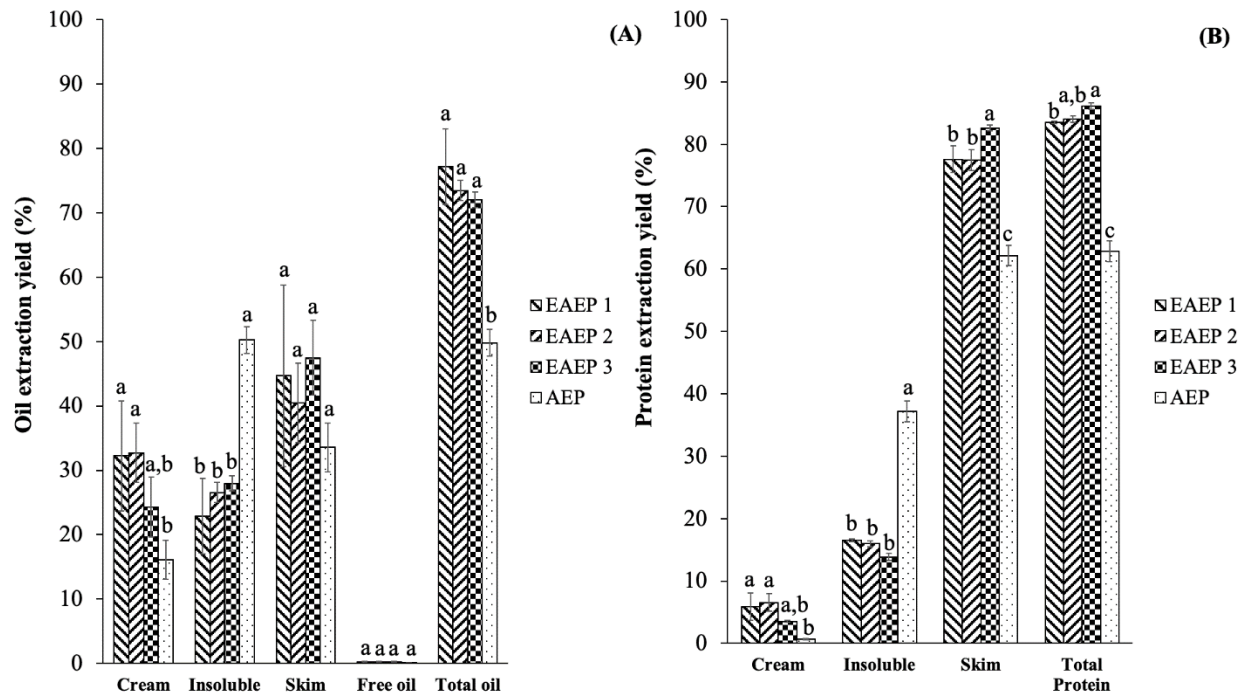 (A)
Oil extraction yield (%)
100
90
80
70
60
50
40
30
20
10
0
a
a
a,b
b
b
b
b
a
a
a
a
a
a
a
a
a
a
a
a
b
Cream
Insoluble
Skim
Free oil
Total oil
EAEP 1
EAEP 2
EAEP 3
AEP
(B)
Protein extraction yield (%)
100
90
80
70
60
50
40
30
20
10
0
a
a
a,b
b
b
b
b
a
b
b
a
c
b
a,b
a
c
Cream
Insoluble
Skim
Total
Protein
EAEP 1
EAEP 2
EAEP 3
AEP